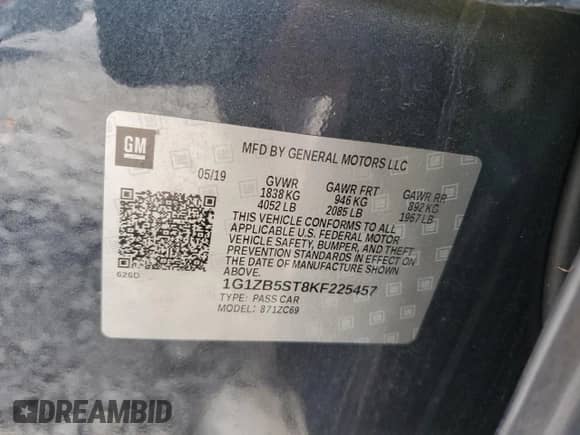 GM
MFD BY GENERAL MOTORS LLC
05/19
GVWR GAWR FRT GAWR RR
1838 KG 946 KG 892 KG
4052 LB 2085 LB 1967 LB
THIS VEHICLE CONFORMS TO ALL
APPLICABLE U.S. FEDERAL MOTOR
VEHICLE SAFETY, BUMPER, AND THEFT
PREVENTION STANDARDS IN EFFECT ON
THE DATE OF MANUFACTURE SHOWN
ABOVE.
626D
1G1ZB5ST8KF225457
TYPE: PASS CAR
MODEL: 871ZC69
DREAMBID